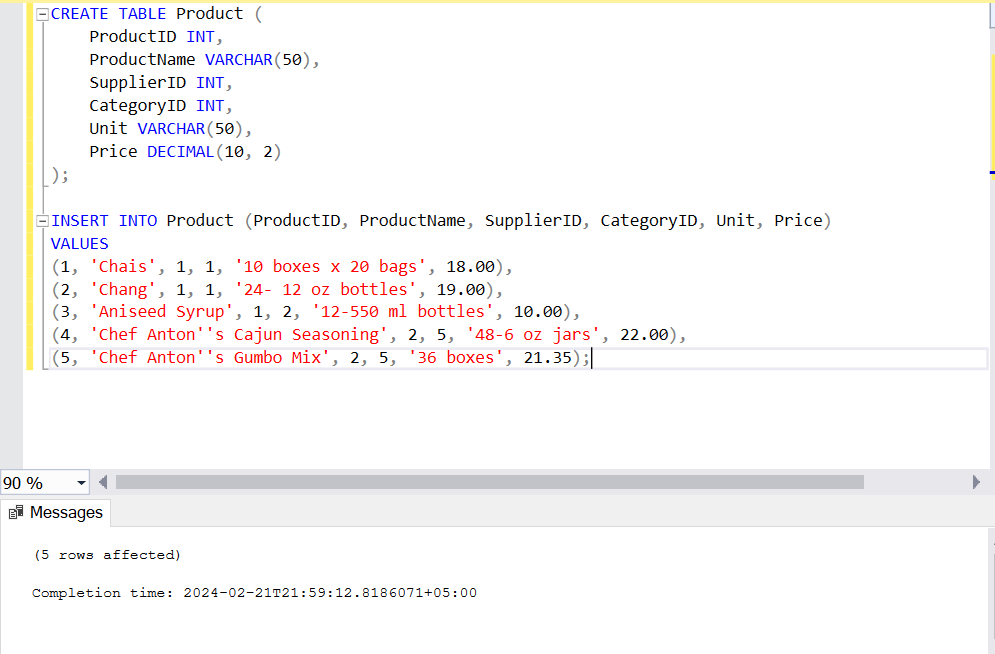 CREATE TABLE Product (
    ProductID INT,
    ProductName VARCHAR(50),
    SupplierID INT,
    CategoryID INT,
    Unit VARCHAR(50),
    Price DECIMAL(10, 2)
);
INSERT INTO Product (ProductID, ProductName, SupplierID, CategoryID, Unit, Price)
VALUES
(1, 'Chais', 1, 1, '10 boxes x 20 bags', 18.00),
(2, 'Chang', 1, 1, '24- 12 oz bottles', 19.00),
(3, 'Aniseed Syrup', 1, 2, '12-550 ml bottles', 10.00),
(4, 'Chef Anton''s Cajun Seasoning', 2, 5, '48-6 oz jars', 22.00),
(5, 'Chef Anton''s Gumbo Mix', 2, 5, '36 boxes', 21.35);
90 %
Messages
(5 rows affected)
Completion time: 2024-02-21T21:59:12.8186071+05:00